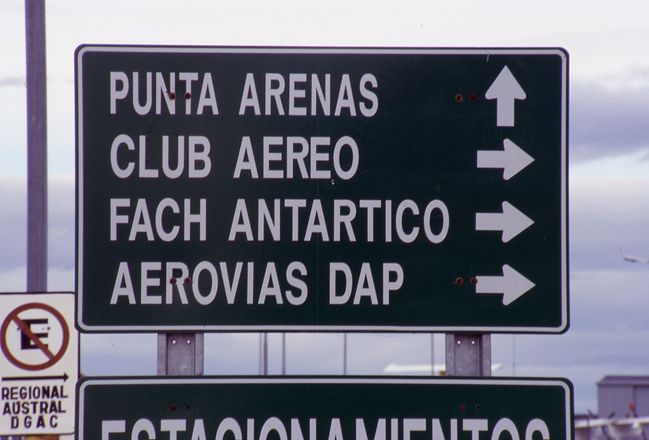 PUNTA ARENAS
CLUB AEREO
FACH ANTARTICO
AEROVIAS DAP
E
REGIONAL
AUSTRAL
DGAC
ESTACIONAMIENTOS